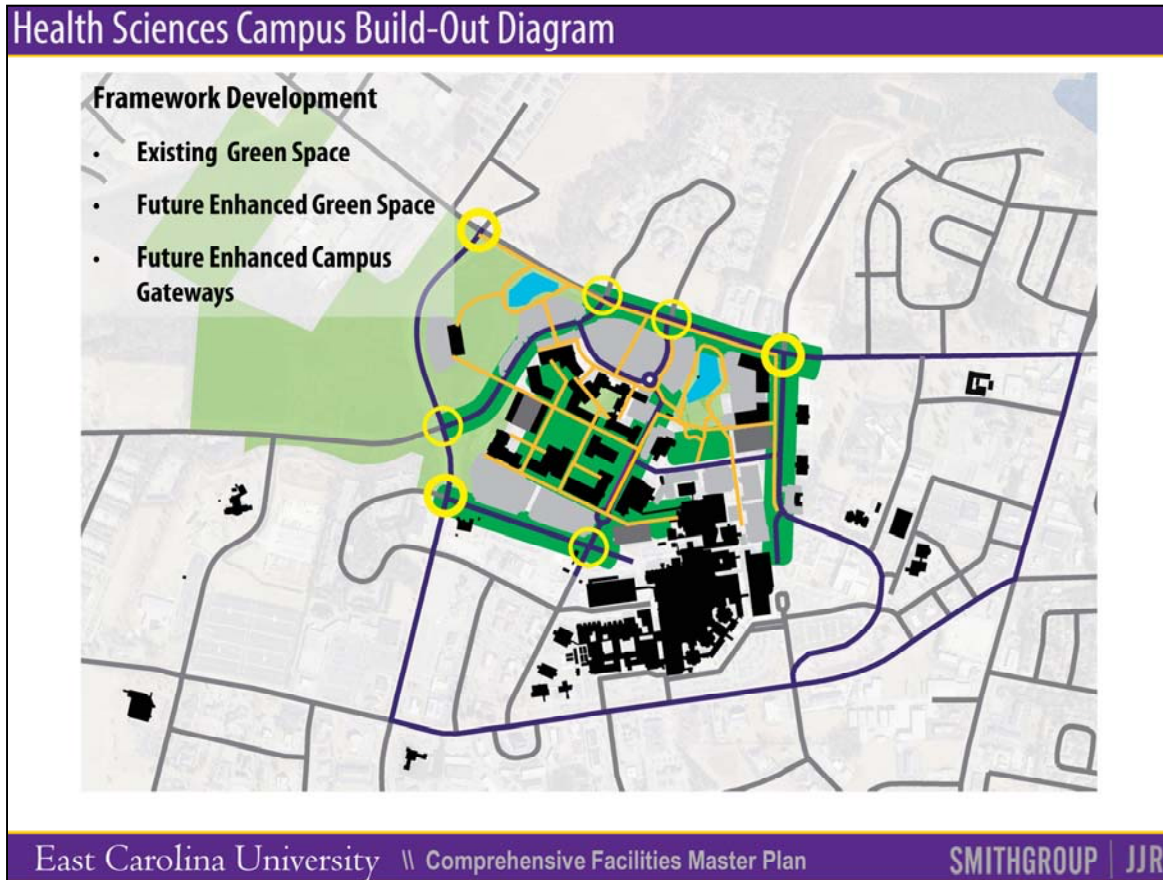 Health Sciences Campus Build-Out Diagram
Framework Development
• Existing Green Space
• Future Enhanced Green Space
• Future Enhanced Campus
Gateways
East Carolina University \\ Comprehensive Facilities Master Plan SMITHGROUP | JJR